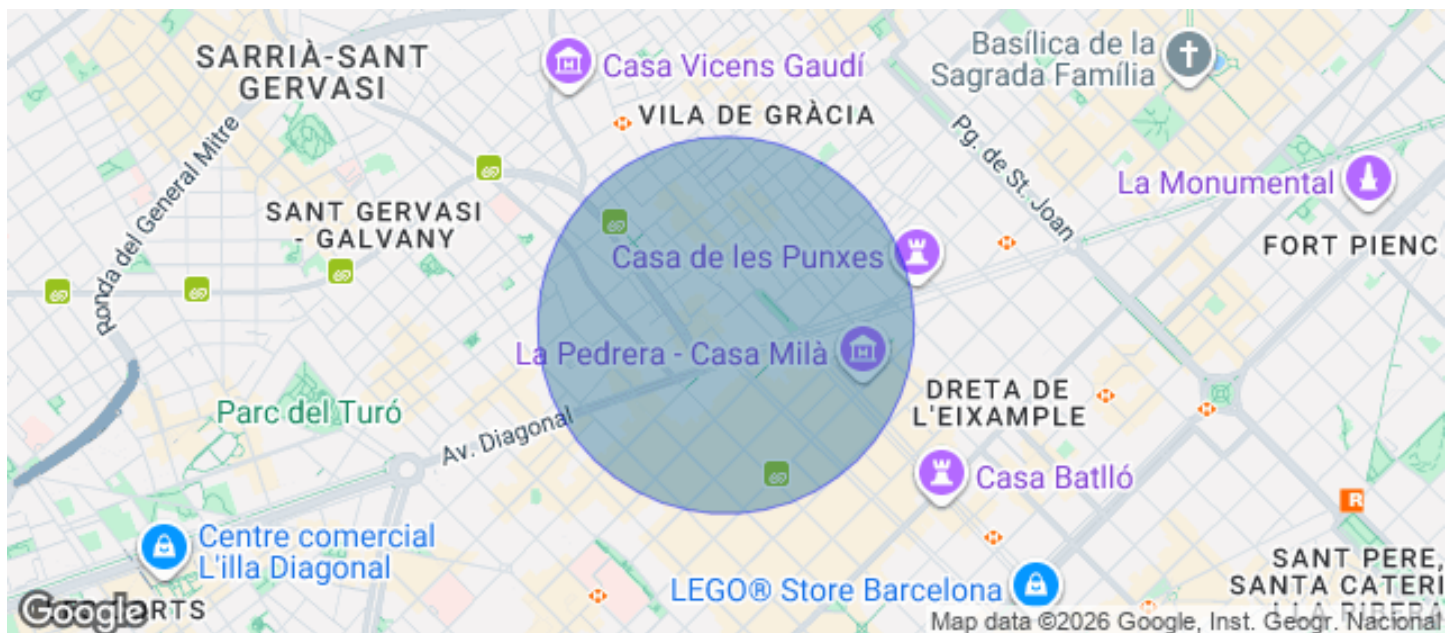 SARRIÀ-SANT
GERVASI
Casa Vicens Gaudí
Basílica de la
Sagrada Família
VILA DE GRÀCIA
Ronda del General Mitre
Pg. de St. Joan
La Monumental
SANT GERVASI
- GALVANY
FORT PIENC
Casa de les Punxes
La Pedrera - Casa Milà
DRETA DE
L'EIXAMPLE
Parc del Turó
Av. Diagonal
Casa Batlló
R
Centre comercial
L'illa Diagonal
SANT PERE,
SANTA CATERI
LEGO® Store Barcelona
Google
Map data ©2026 Google, Inst. Geogr. Nacional